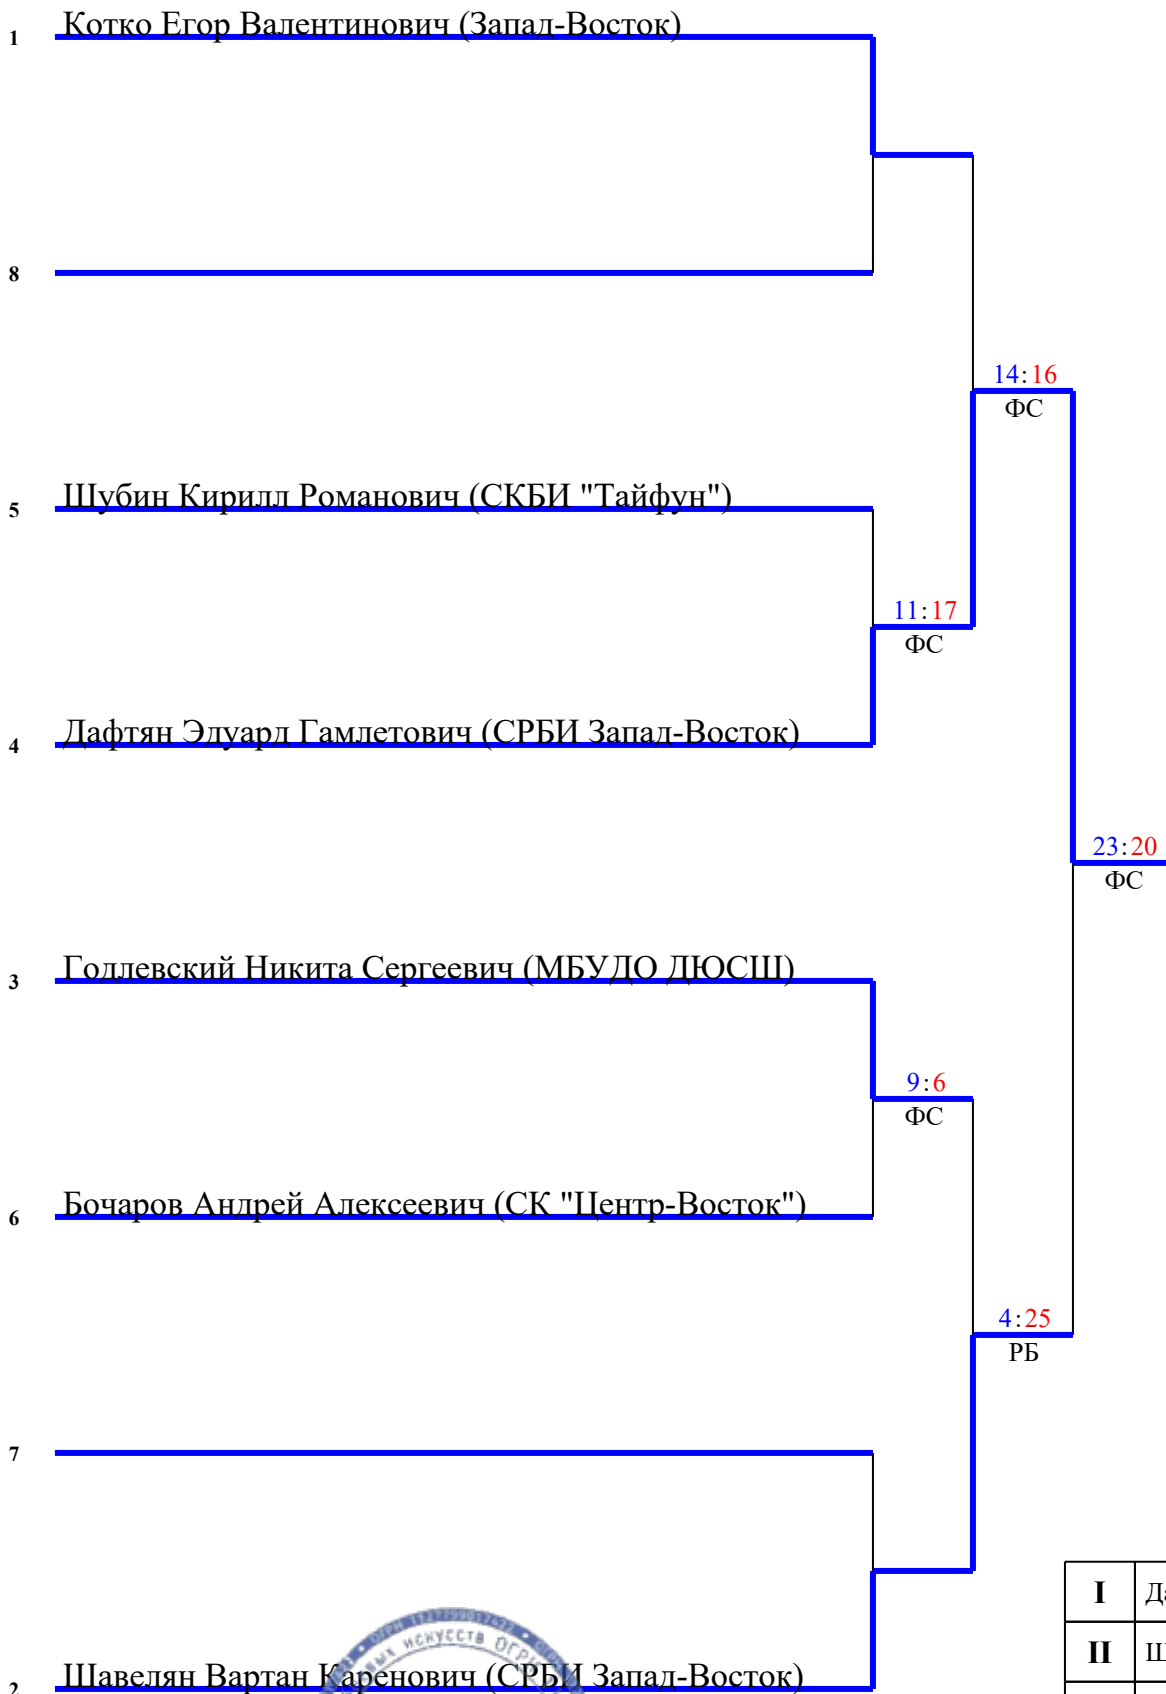 1 Котко Егор Валентинович (Запад-Восток)
8
14:16
ФС
5 Шубин Кирилл Романович (СКБИ "Тайфун")
11:17
ФС
4 Дафтян Эдуард Гамлетович (СРБИ Запад-Восток)
23:20
ФС
3 Годлевский Никита Сергеевич (МБУДО ДЮСШ)
9:6
ФС
6 Бочаров Андрей Алексеевич (СК "Центр-Восток")
4:25
РБ
7
I Да
II Ш
искусств
2 Шавелян Вартан Каренович (СРБИ Запад-Восток)